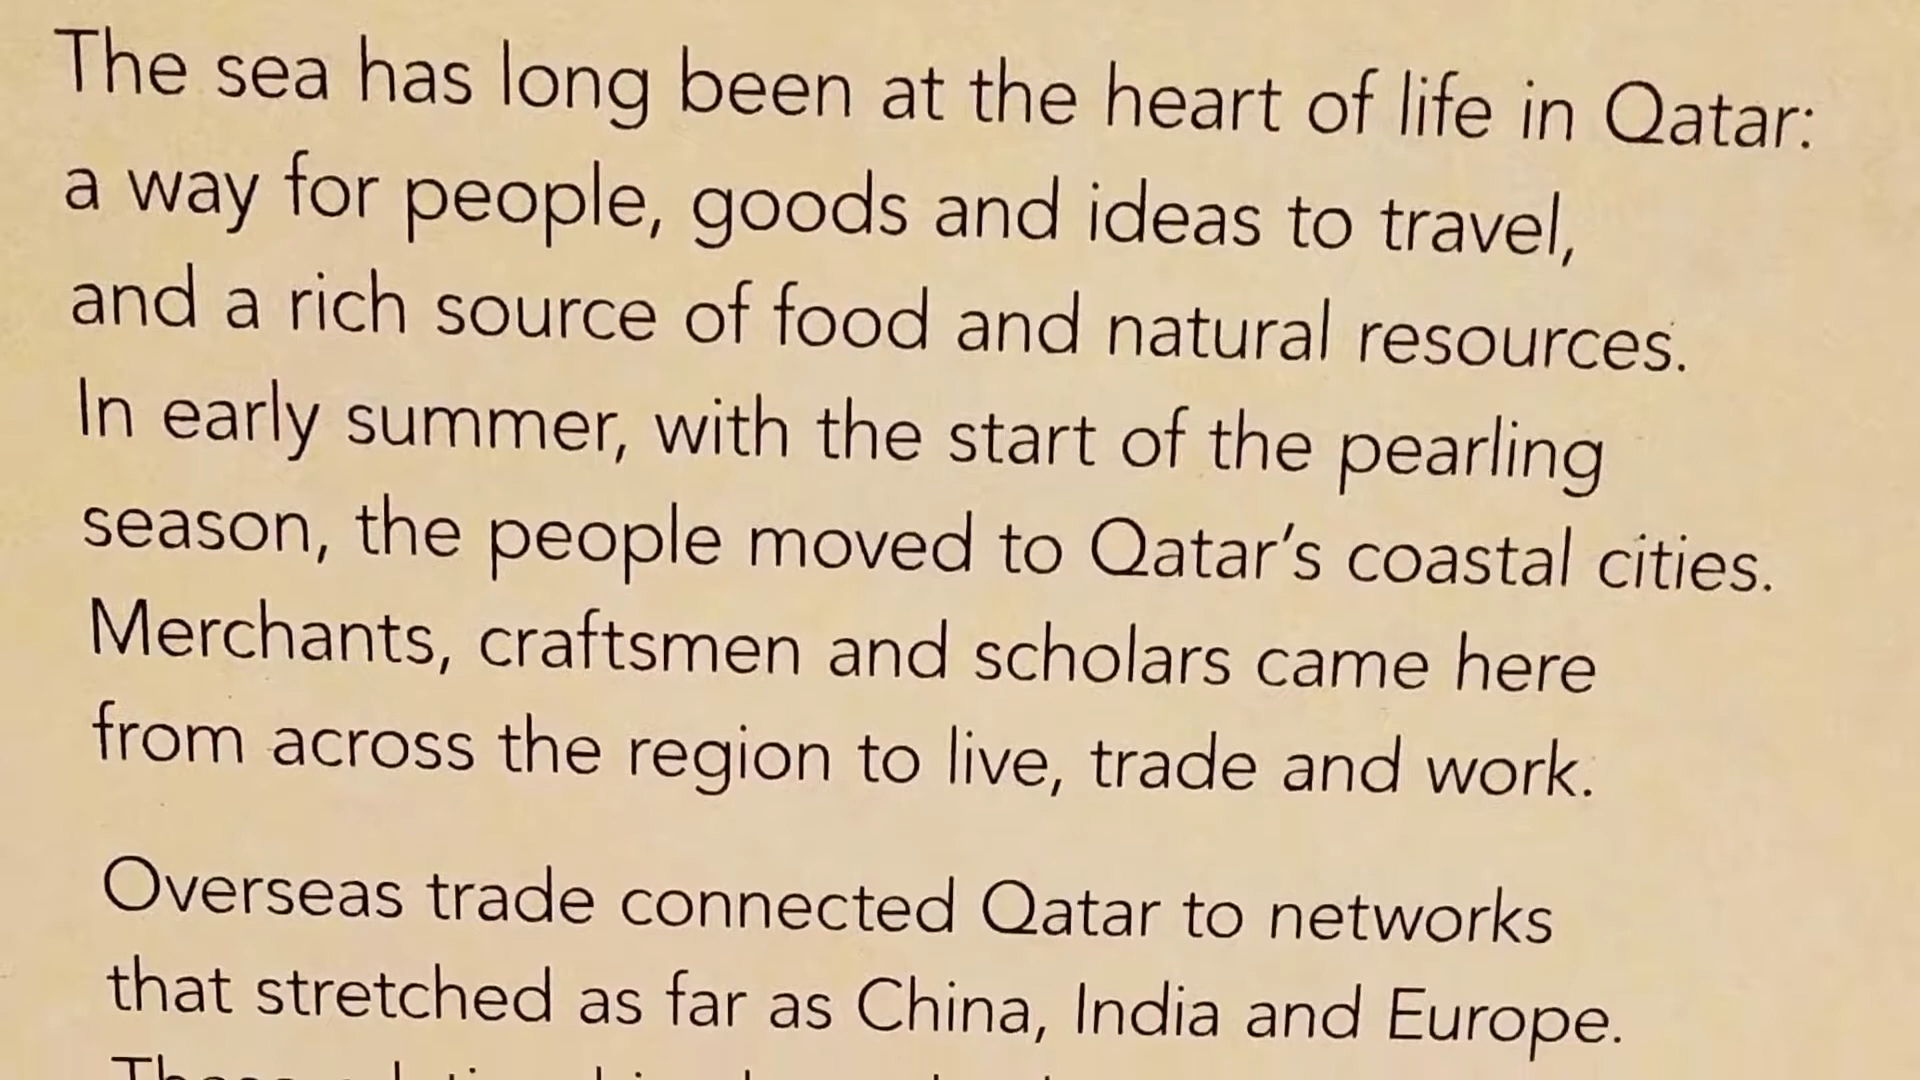 The sea has long been at the heart of life in Qatar:
a way for people, goods and ideas to travel,
and a rich source of food and natural resources.
In early summer, with the start of the pearling
season, the people moved to Qatar's coastal cities.
Merchants, craftsmen and scholars came here
from across the region to live, trade and work.
Overseas trade connected Qatar to networks
that stretched as far as China, India and Europe.